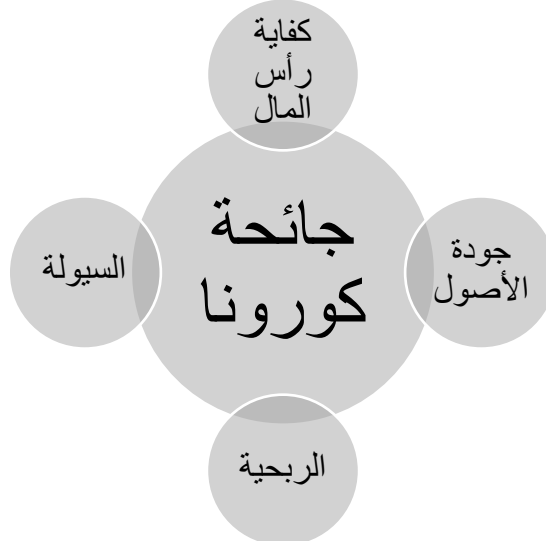 كفاية
رأس
المال
جائحة
كورونا
جودة
الأصول
السيولة
الربحية